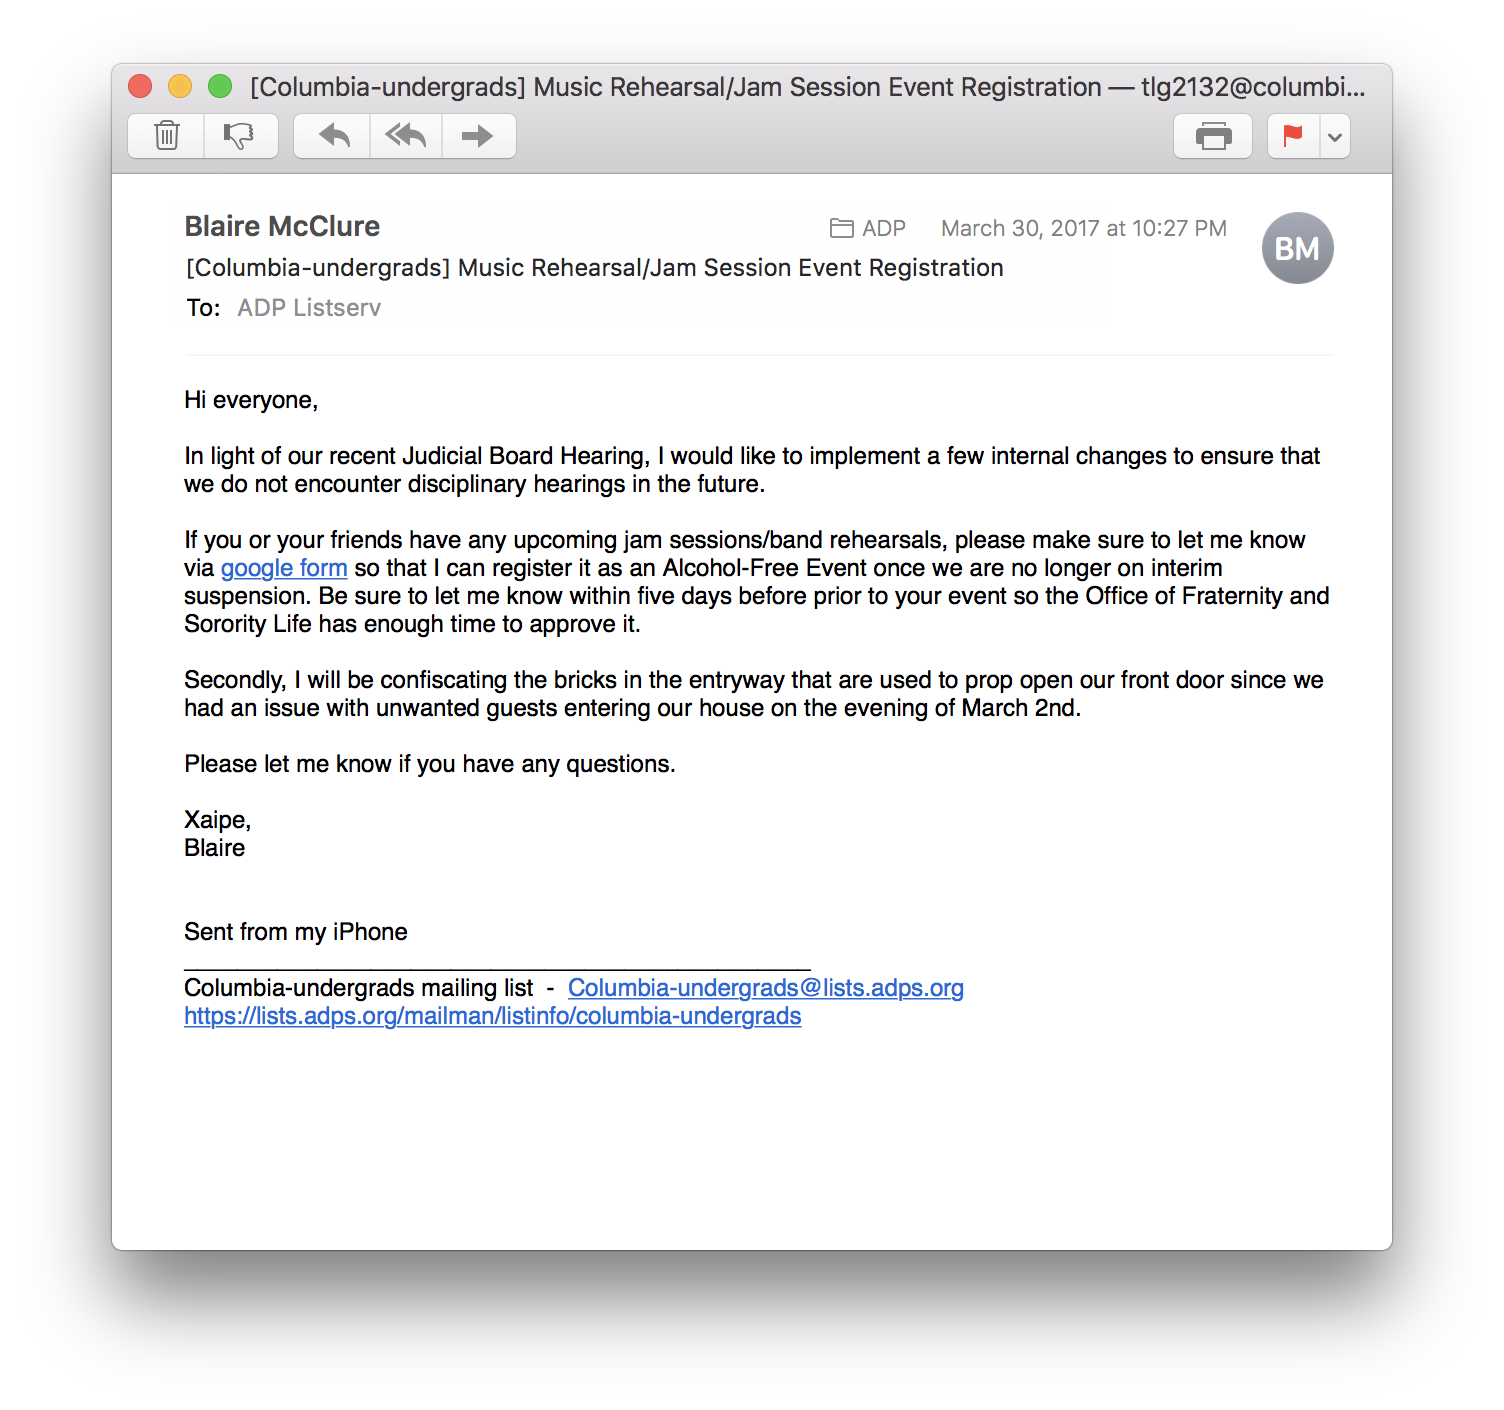 [Columbia-undergrads] Music Rehearsal/Jam Session Event Registration — tlg2132@columbi...
Blaire McClure
ADP
March 30, 2017 at 10:27 PM
BM
[Columbia-undergrads] Music Rehearsal/Jam Session Event Registration
To: ADP Listserv
Hi everyone,
In light of our recent Judicial Board Hearing, I would like to implement a few internal changes to ensure that
we do not encounter disciplinary hearings in the future.
If you or your friends have any upcoming jam sessions/band rehearsals, please make sure to let me know
via google form so that I can register it as an Alcohol-Free Event once we are no longer on interim
suspension. Be sure to let me know within five days before prior to your event so the Office of Fraternity and
Sorority Life has enough time to approve it.
Secondly, I will be confiscating the bricks in the entryway that are used to prop open our front door since we
had an issue with unwanted guests entering our house on the evening of March 2nd.
Please let me know if you have any questions.
Xaipe,
Blaire
Sent from my iPhone
Columbia-undergrads mailing list - Columbia-undergrads@lists.adps.org
https://lists.adps.org/mailman/listinfo/columbia-undergrads